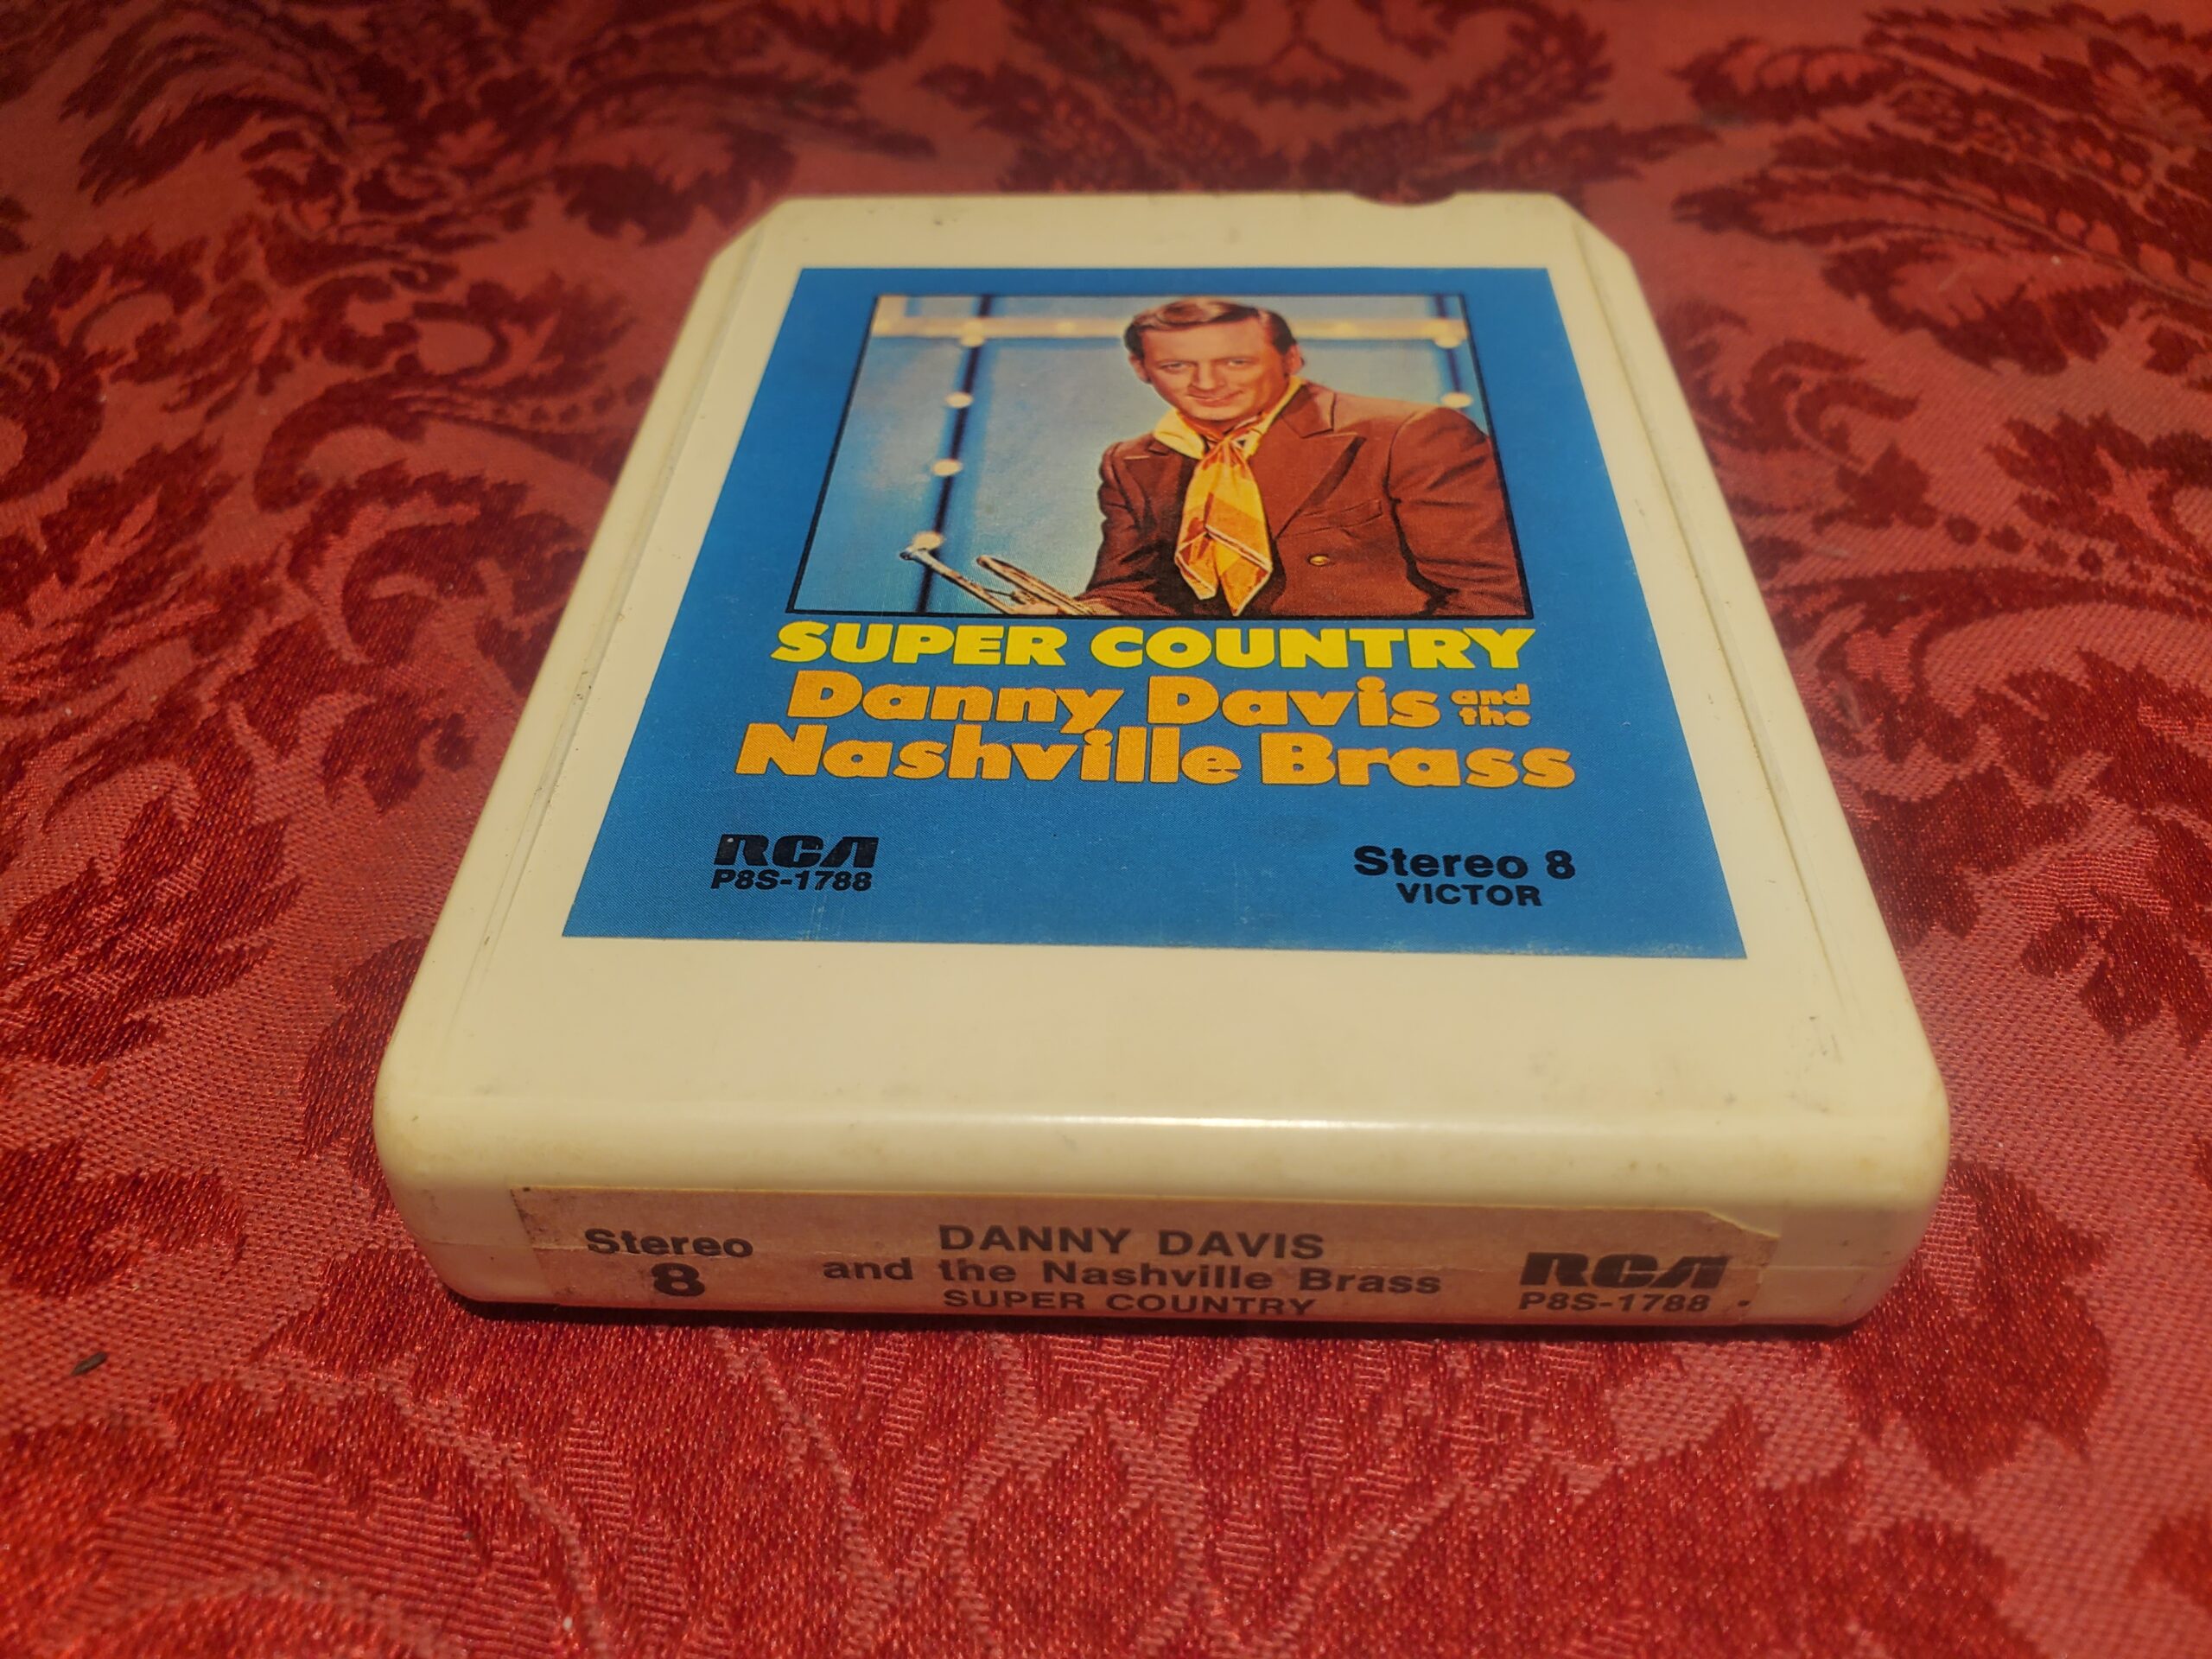 SUPER COUNTRY
Danny Davis and the
Nashville Brass
RCA
P8S-1788
Stereo 8
VICTOR
Stereo
8
DANNY DAVIS
and the Nashville Brass
SUPER COUNTRY
RCA
P8S-1788